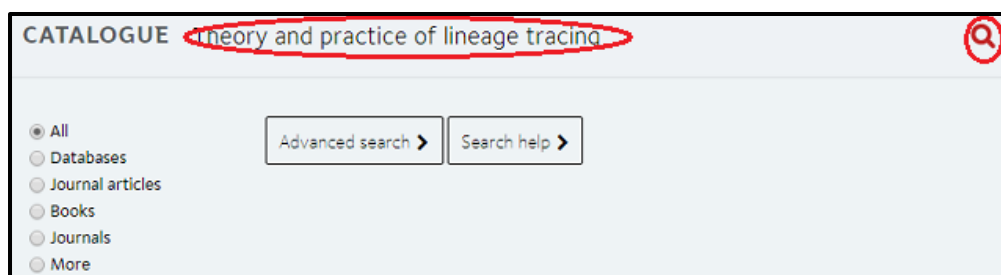 CATALOGUE Theory and practice of lineage tracing
All
Advanced search Search help
Databases
Journal articles
Books
Journals
More